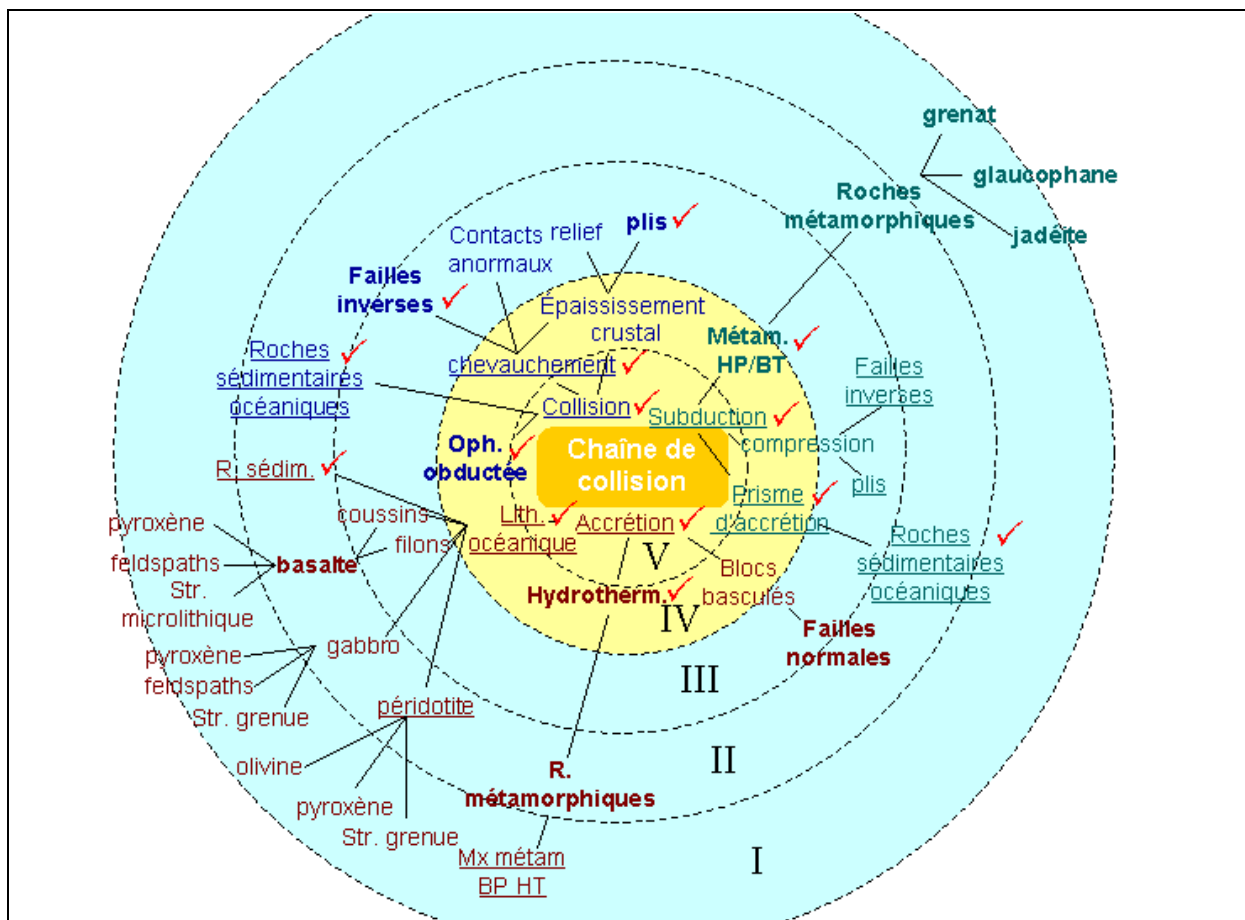 grenat
glaucophane
jadéite
Roches
métamorphiques
plis
relief
Contacts
anormaux
Failles
inverses
Épaississement
crustal
Métam.
HP/BT
Roches
sédimentaires
océaniques
chevauchement
Failles
inverses
Collision
Subduction
compression
Oph.
obductée
Chaîne de
collision
R. sédim.
plis
Prisme
d'accrétion
LIth.
océanique
Accrétion
Roches
sédimentaires
océaniques
pyroxène
coussins
filons
feldspaths
basalte
Str.
microlithique
V
Blocs
basculés
Hydrotherm.
IV
Failles
normales
gabbro
pyroxène
feldspaths
Str. grenue
III
péridotite
olivine
pyroxène
Str. grenue
R.
métamorphiques
II
Mx métam
BP HT
I